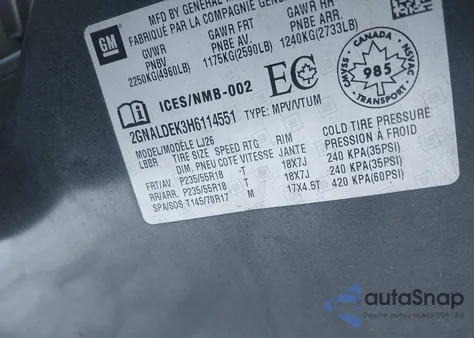 MFD BY GENERAL
FABRIQUÉ PAR LA COMPAGNIE GÉNÉR
GM
GVWR GAWR FRT GAWR RR
PNBV PNBE AV. PNBE ARR.
2250KG(4960LB) 1175KG(2590LB) 1240KG(2733LB)
ICES/NMB-002 EC
CANADA
CMVSS 985 NSVAC
TRANSPORT
2GNALDEK3H6114551 TYPE: MPV/VTUM
MODEL/MODÈLE LJ26 COLD TIRE PRESSURE
LBBR TIRE SIZE SPEED RTG RIM PRESSION À FROID
DIM. PNEU COTE VITESSE JANTE
FRT/AV. P235/55R18 -T 18X7J 240 KPA(35PSI)
RR/ARR. P235/55R18 -T 18X7J 240 KPA(35PSI)
SPA/SOS T145/70R17 M 17X4.5T 420 KPA(60PSI)
autaSnap